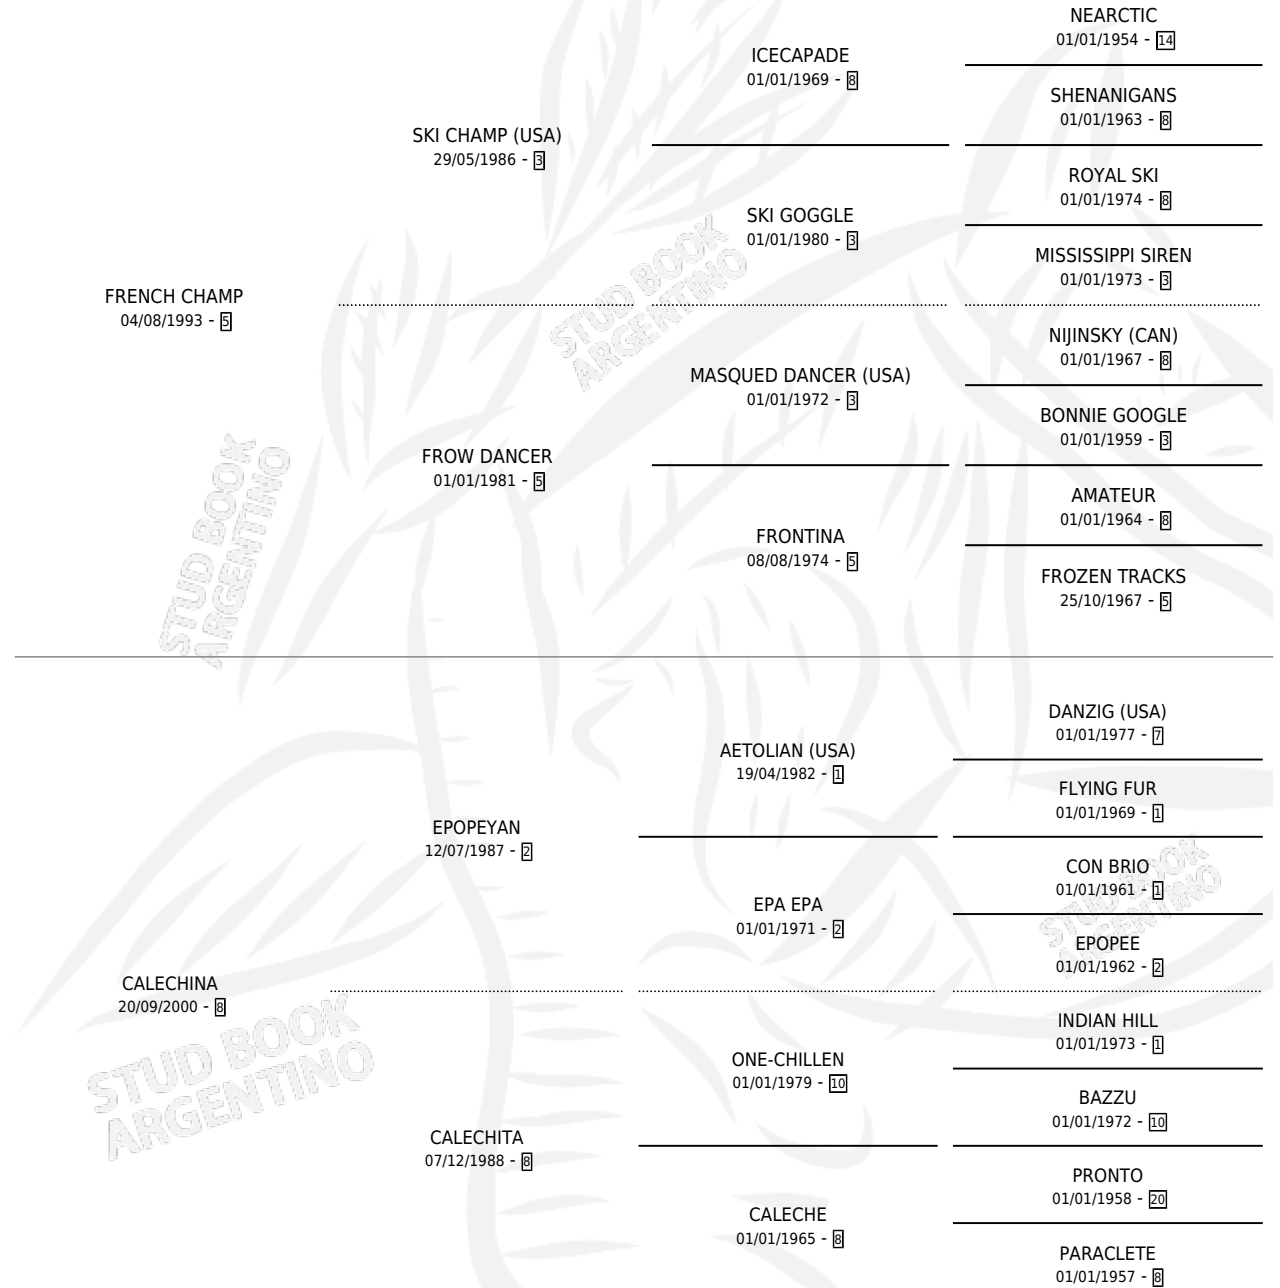 NEARCTIC
01/01/1954 - 14
ICECAPADE
01/01/1969 - 8
SHENANIGANS
01/01/1963 - 8
SKI CHAMP (USA)
29/05/1986 - 3
ROYAL SKI
01/01/1974 - 8
SKI GOGGLE
01/01/1980 - 3
MISSISSIPPI SIREN
01/01/1973 - 3
FRENCH CHAMP
04/08/1993 - 5
NIJINSKY (CAN)
01/01/1967 - 8
MASQUED DANCER (USA)
01/01/1972 - 3
BONNIE GOOGLE
01/01/1959 - 3
FROW DANCER
01/01/1981 - 5
AMATEUR
01/01/1964 - 8
FRONTINA
08/08/1974 - 5
FROZEN TRACKS
25/10/1967 - 5
DANZIG (USA)
01/01/1977 - 7
AETOLIAN (USA)
19/04/1982 - 1
FLYING FUR
01/01/1969 - 1
EPOPEYAN
12/07/1987 - 2
CON BRIO
01/01/1961 - 1
EPA EPA
01/01/1971 - 2
EPOPEE
01/01/1962 - 2
CALECHINA
20/09/2000 - 8
INDIAN HILL
01/01/1973 - 1
ONE-CHILLEN
01/01/1979 - 10
BAZZU
01/01/1972 - 10
CALECHITA
07/12/1988 - 8
PRONTO
01/01/1958 - 20
CALECHE
01/01/1965 - 8
PARACLETE
01/01/1957 - 8
STUD BOOK
ARGENTINO
STUD BOOK
ARGENTINO
STUD BOOK
ARGENTINO
STUD BOOK
ARGENTINO